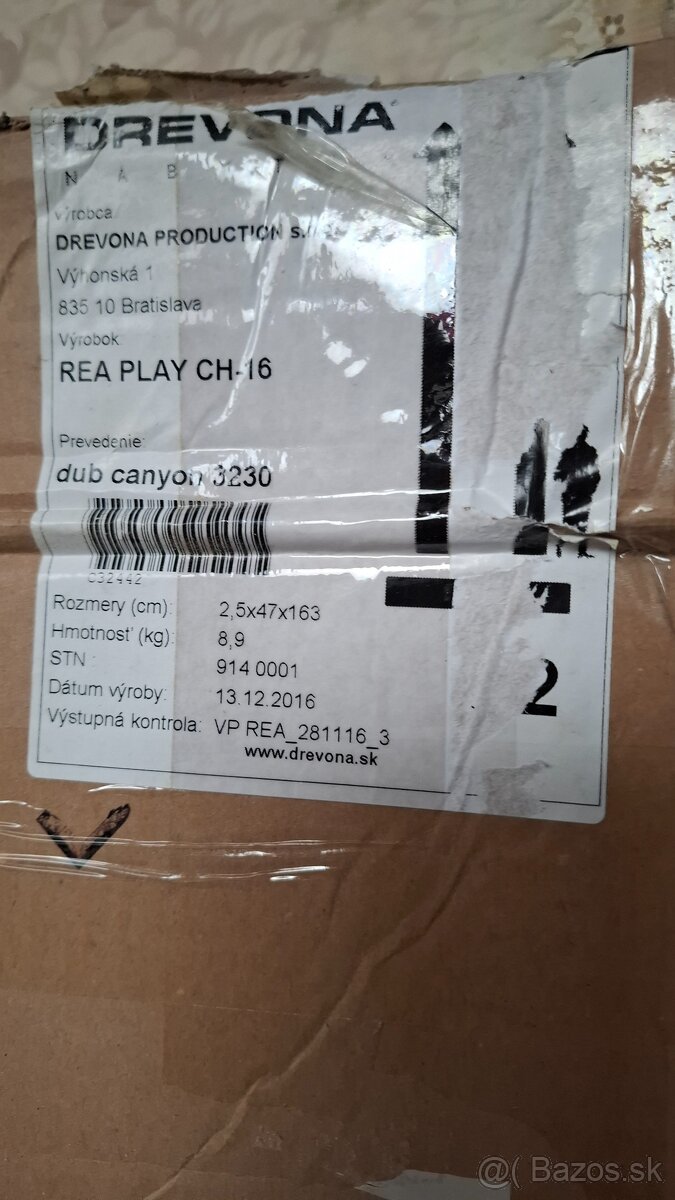 DREVONA
N Á B
Výrobca:
DREVONA PRODUCTION s.r
Výhonská 1
835 10 Bratislava
Výrobok:
REA PLAY CH-16
Prevedenie:
dub canyon 3230
C32442
Rozmery (cm): 2,5x47x163
Hmotnosť (kg): 8,9
STN : 914 0001
Dátum výroby: 13.12.2016
Výstupná kontrola: VP REA_281116_3
www.drevona.sk
2
@( Bazos.sk